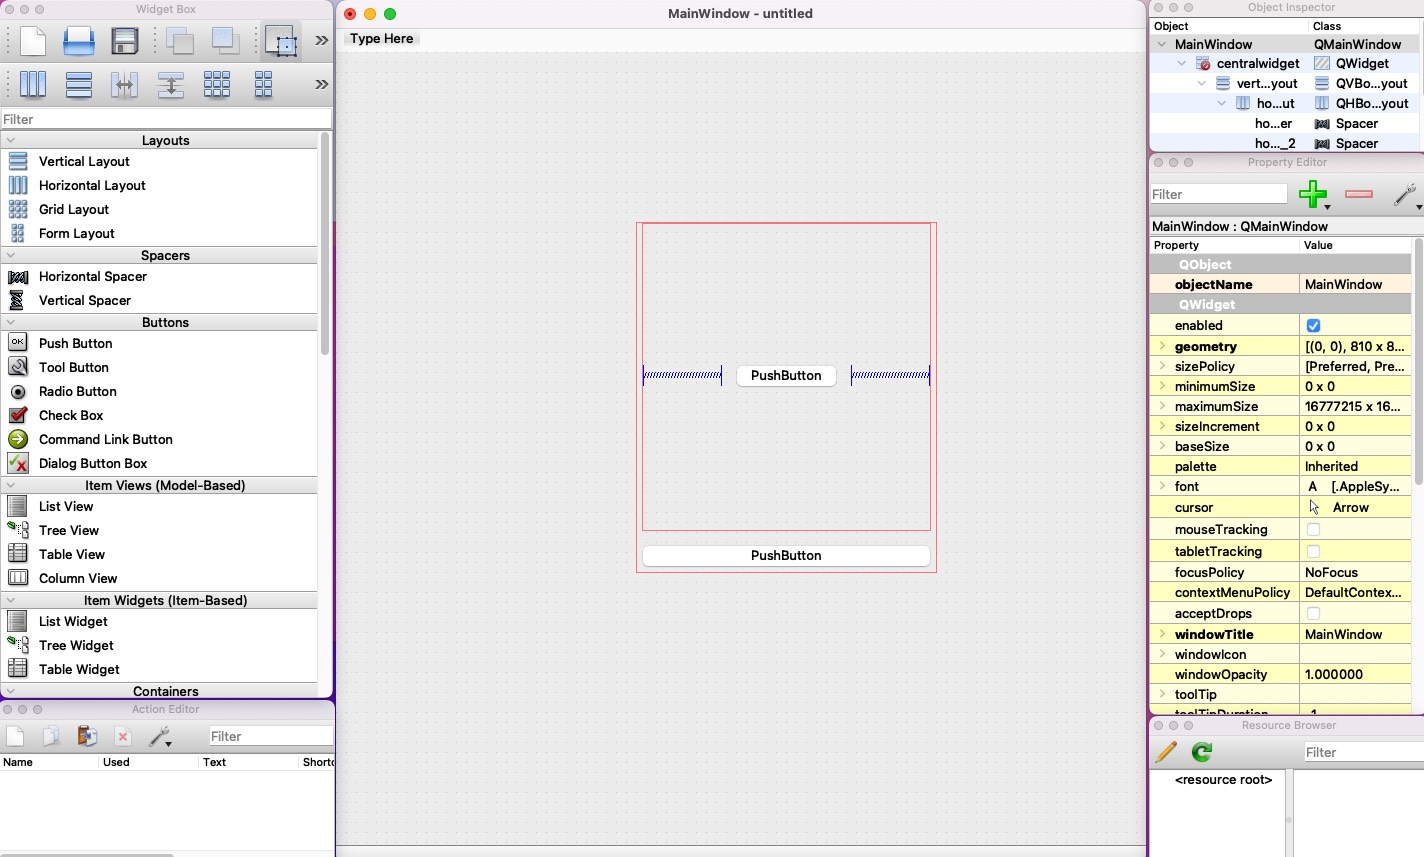 Widget Box
Filter
Layouts
Vertical Layout
Horizontal Layout
Grid Layout
Form Layout
Spacers
Horizontal Spacer
Vertical Spacer
Buttons
OK Push Button
Tool Button
Radio Button
Check Box
Command Link Button
Dialog Button Box
Item Views (Model-Based)
List View
Tree View
Table View
Column View
Item Widgets (Item-Based)
List Widget
Tree Widget
Table Widget
Containers
Action Editor
Filter
Name Used Text Shortc
MainWindow - untitled
Type Here
PushButton
PushButton
Object Inspector
Object Class
MainWindow QMainWindow
centralwidget QWidget
vert...yout QVBo...yout
ho...ut QHBo...yout
ho...er Spacer
ho..._2 Spacer
Property Editor
Filter
MainWindow : QMainWindow
Property Value
QObject
objectName MainWindow
QWidget
enabled
geometry [(0, 0), 810 x 8...
sizePolicy [Preferred, Pre...
minimumSize 0 x 0
maximumSize 16777215 x 16...
sizeIncrement 0 x 0
baseSize 0 x 0
palette Inherited
font A [.AppleSy...
cursor Arrow
mouseTracking
tabletTracking
focusPolicy NoFocus
contextMenuPolicy DefaultContex...
acceptDrops
windowTitle MainWindow
windowIcon
windowOpacity 1.000000
toolTip
toolTipDuration -1
Resource Browser
Filter
<resource root>